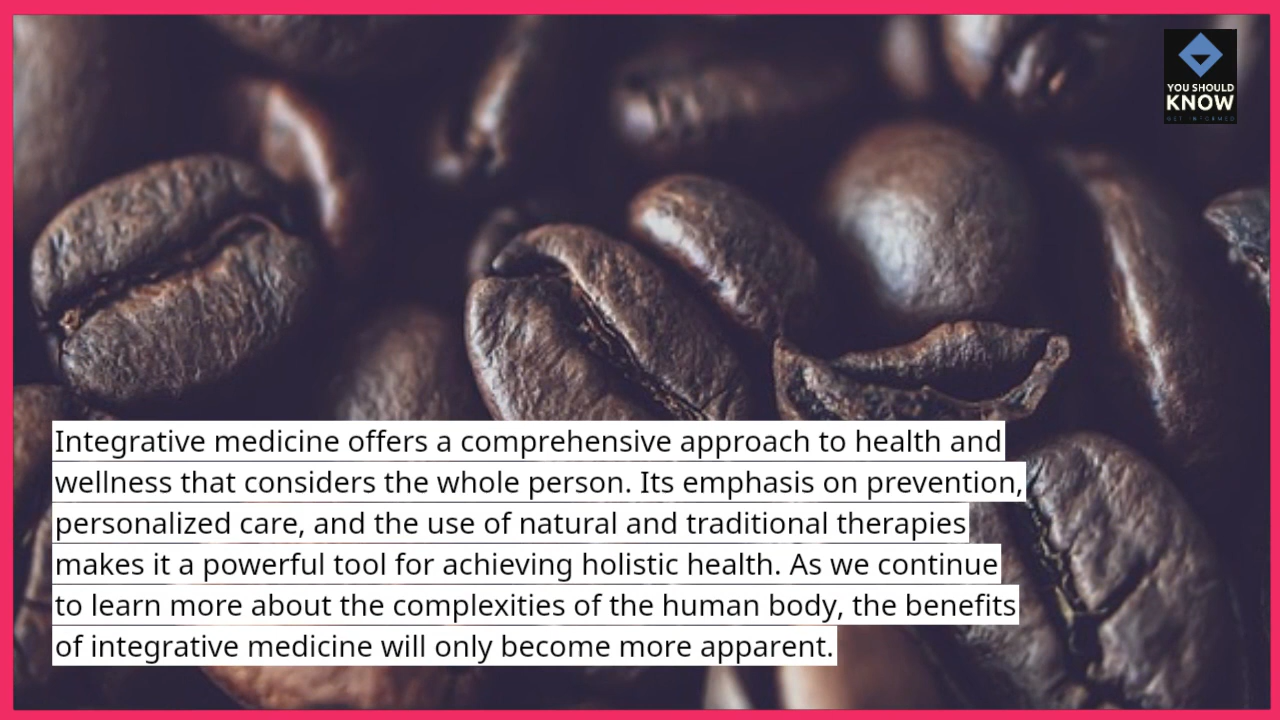 YOU SHOULD
KNOW
GET INFORMED
Integrative medicine offers a comprehensive approach to health and
wellness that considers the whole person. Its emphasis on prevention,
personalized care, and the use of natural and traditional therapies
makes it a powerful tool for achieving holistic health. As we continue
to learn more about the complexities of the human body, the benefits
of integrative medicine will only become more apparent.